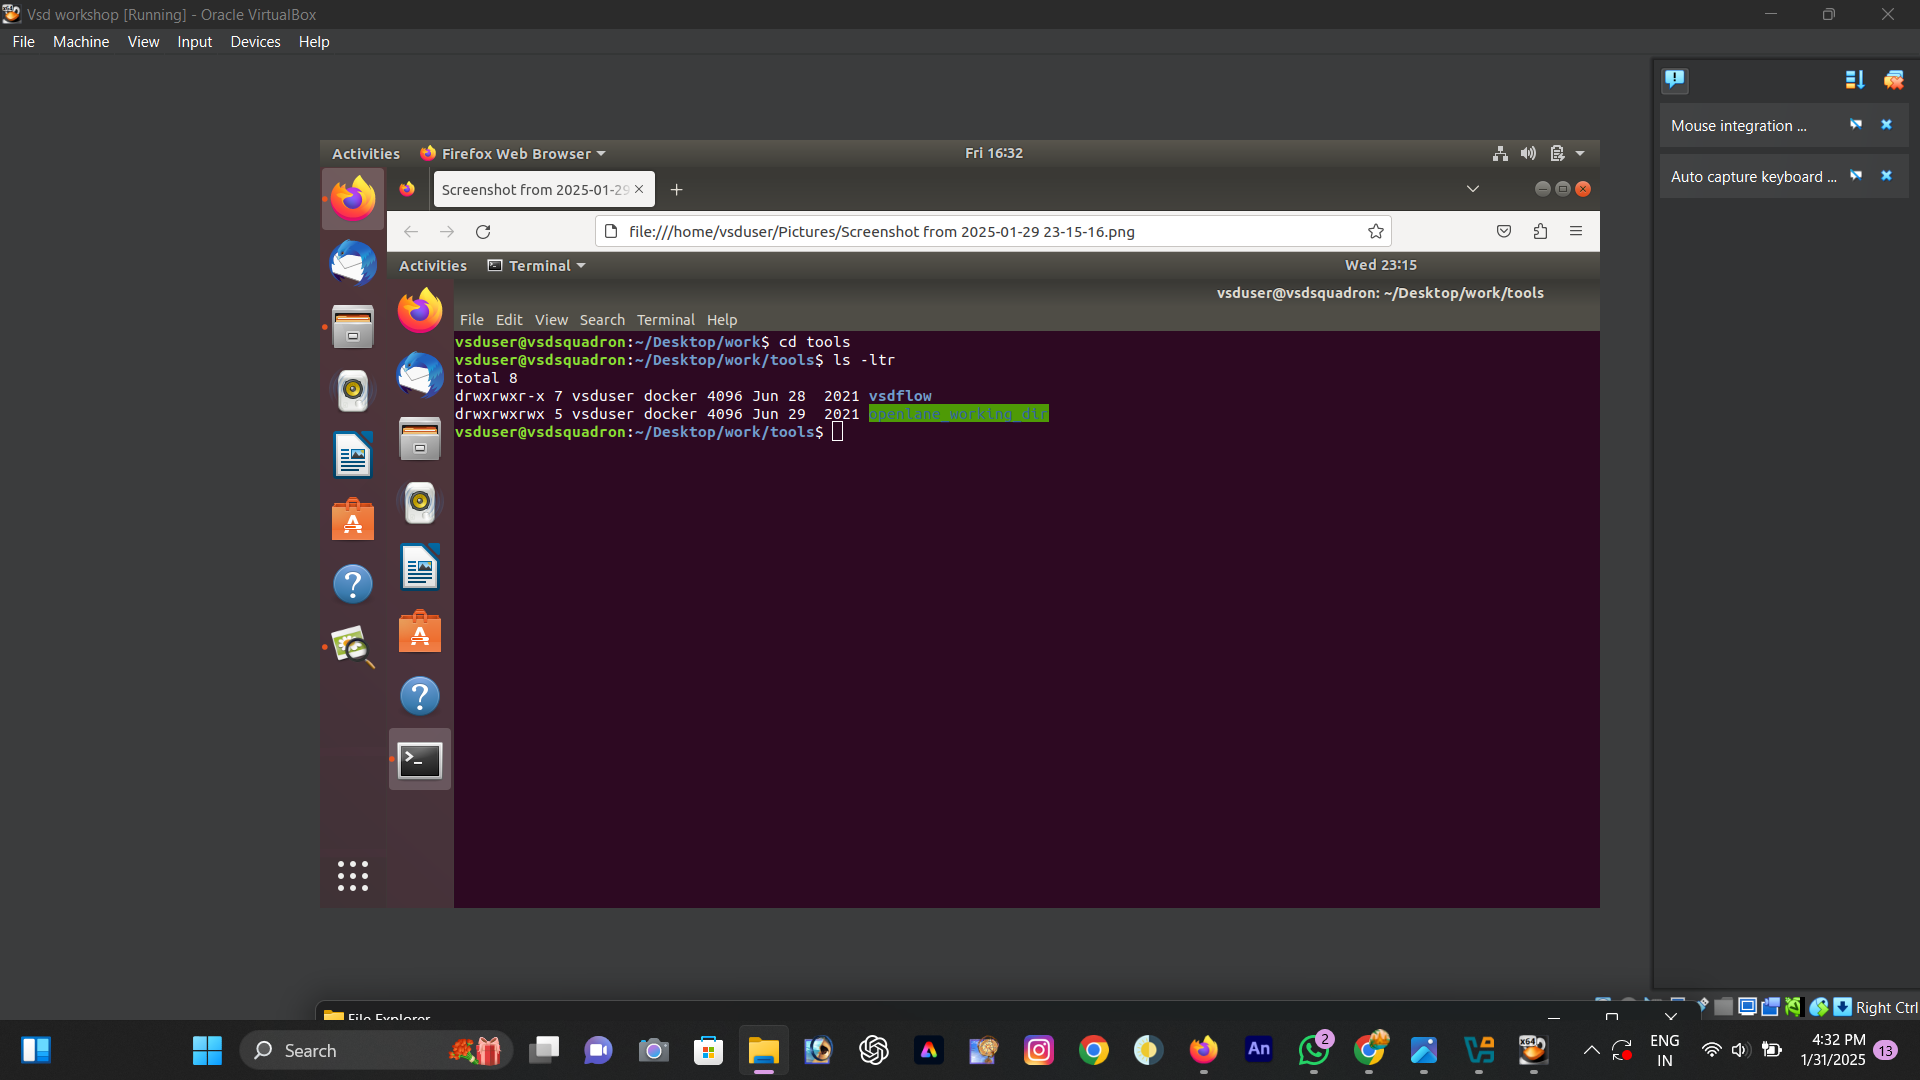 Vsd workshop [Running] - Oracle VirtualBox
File Machine View Input Devices Help
Mouse integration ...
Auto capture keyboard ...
Activities Firefox Web Browser Fri 16:32
Screenshot from 2025-01-29
file:///home/vsduser/Pictures/Screenshot from 2025-01-29 23-15-16.png
Activities Terminal Wed 23:15
vsduser@vsdsquadron: ~/Desktop/work/tools
File Edit View Search Terminal Help
vsduser@vsdsquadron:~/Desktop/work$ cd tools
vsduser@vsdsquadron:~/Desktop/work/tools$ ls -ltr
total 8
drwxrwxr-x 7 vsduser docker 4096 Jun 28  2021 vsdflow
drwxrwxrwx 5 vsduser docker 4096 Jun 29  2021 openlane_working_dir
vsduser@vsdsquadron:~/Desktop/work/tools$
Right Ctrl
File Explorer
Search
An
2
X64
ENG
IN
4:32 PM
1/31/2025
13